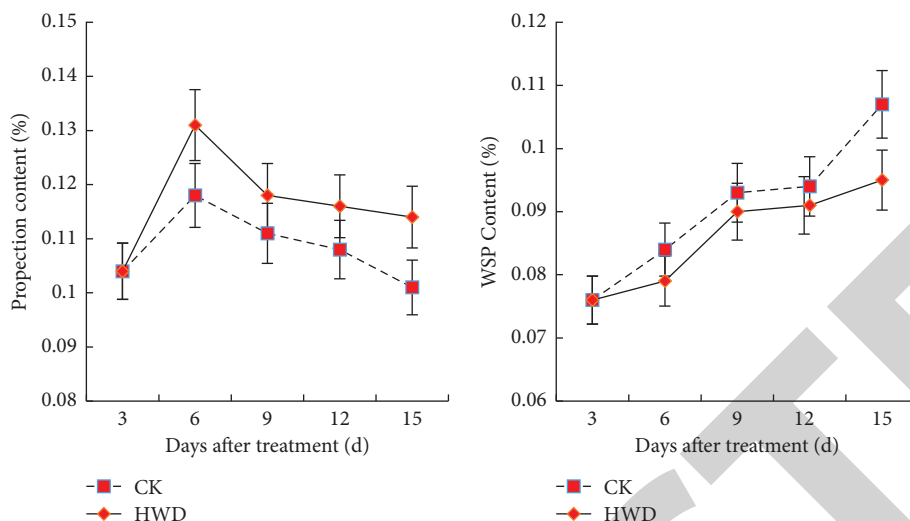 Propection content (%)
0.15
0.14
0.13
0.12
0.11
0.1
0.09
0.08
3 6 9 12 15
Days after treatment (d)
CK
HWD
WSP Content (%)
0.12
0.11
0.1
0.09
0.08
0.07
0.06
3 6 9 12 15
Days after treatment (d)
CK
HWD